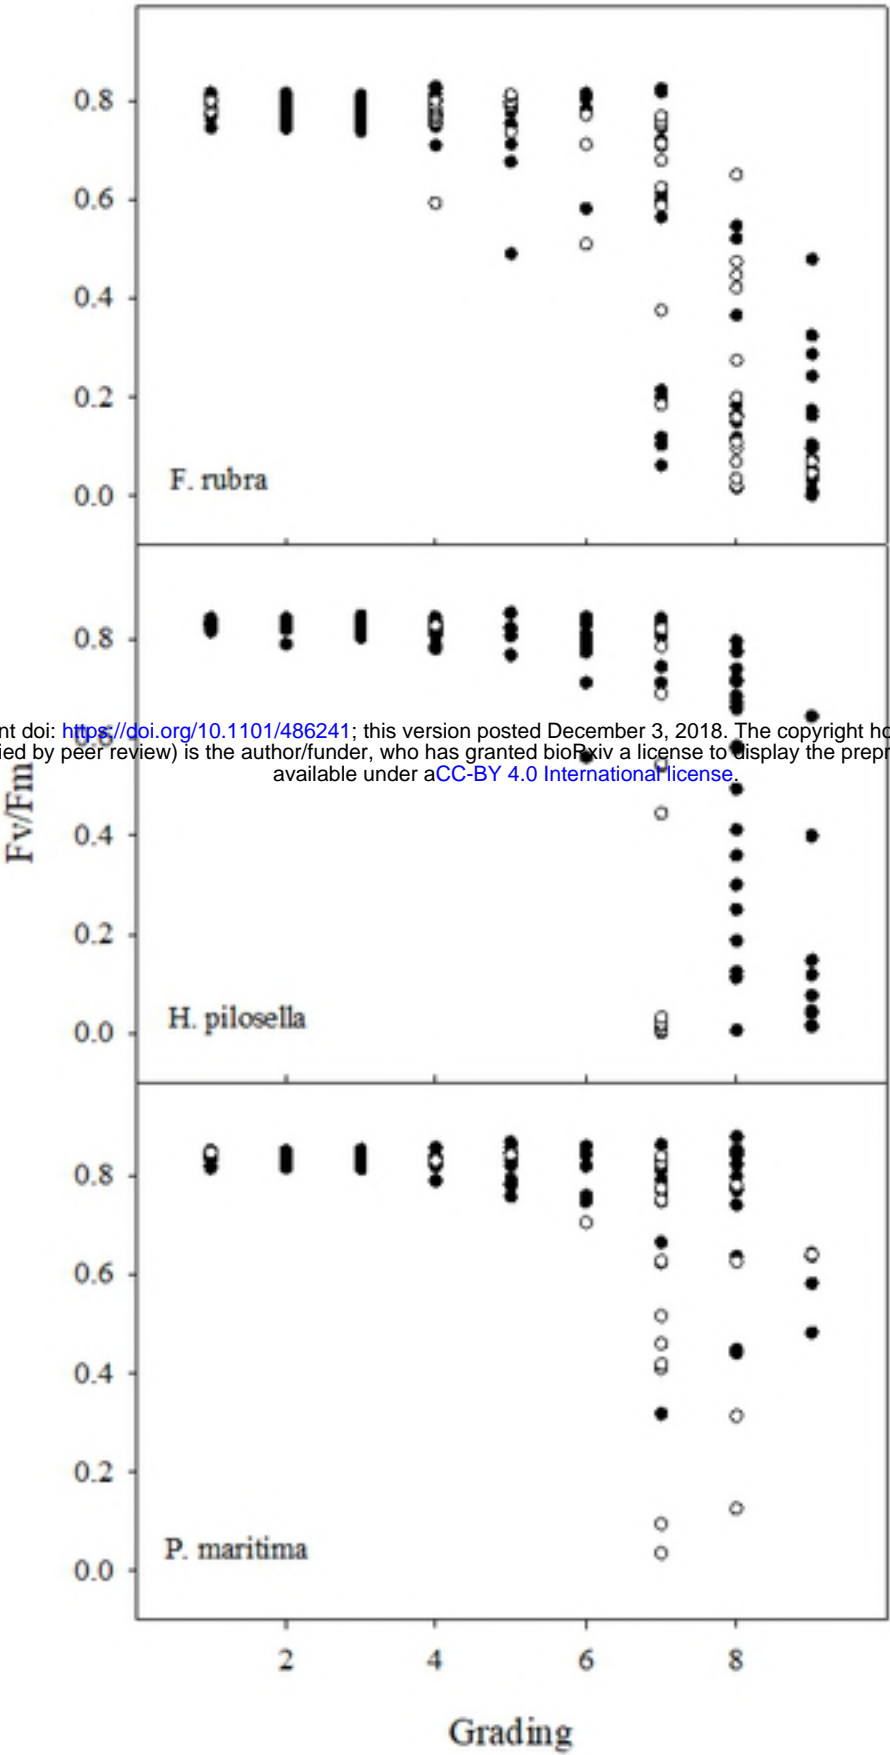 0.8
0.6
0.4
0.2
F. rubra
0.0
0.8
nt doi: https://doi.org/10.1101/486241; this version posted December 3, 2018. The copyright ho
0.6
ied by peer review) is the author/funder, who has granted bioRxiv a license to display the prepr
available under aCC-BY 4.0 International license.
Fv/Fm
0.4
0.2
H. pilosella
0.0
0.8
0.6
0.4
0.2
P. maritima
0.0
2 4 6 8
Grading